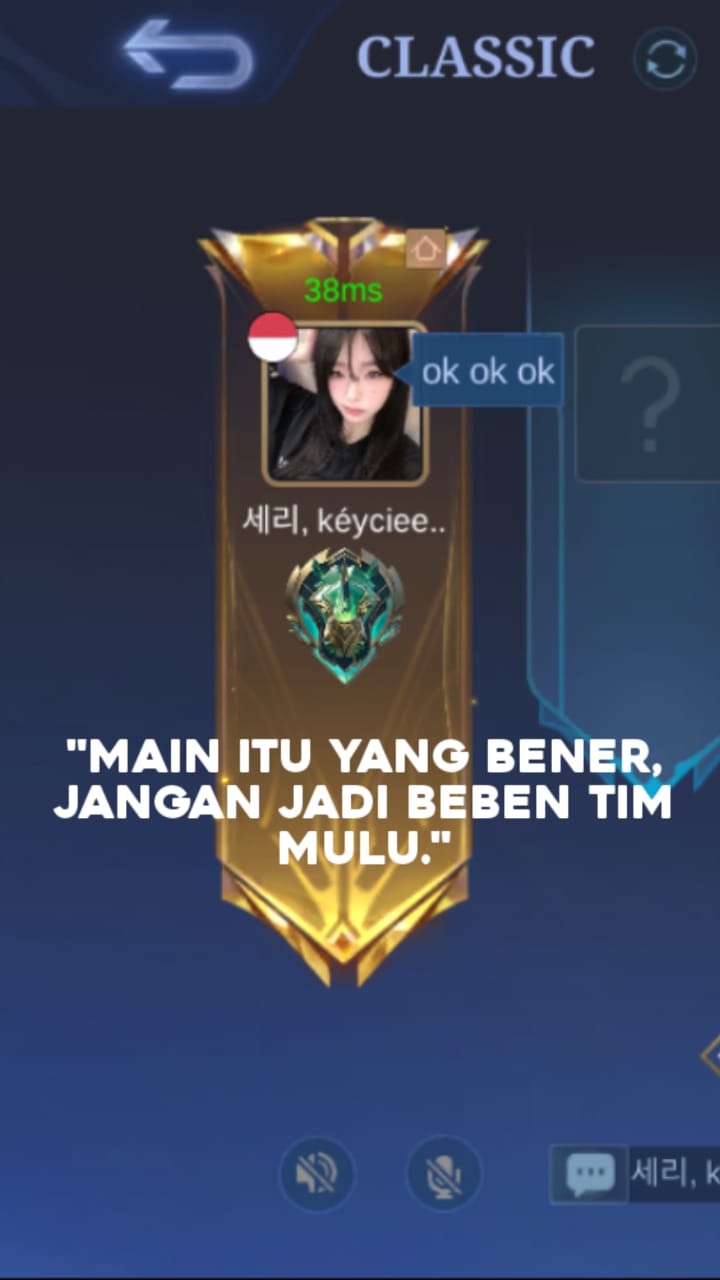 CLASSIC
38ms
ok ok ok
?
세리, kéyciee..
"MAIN ITU YANG BENER,
JANGAN JADI BEBEN TIM
MULU."
세리, k